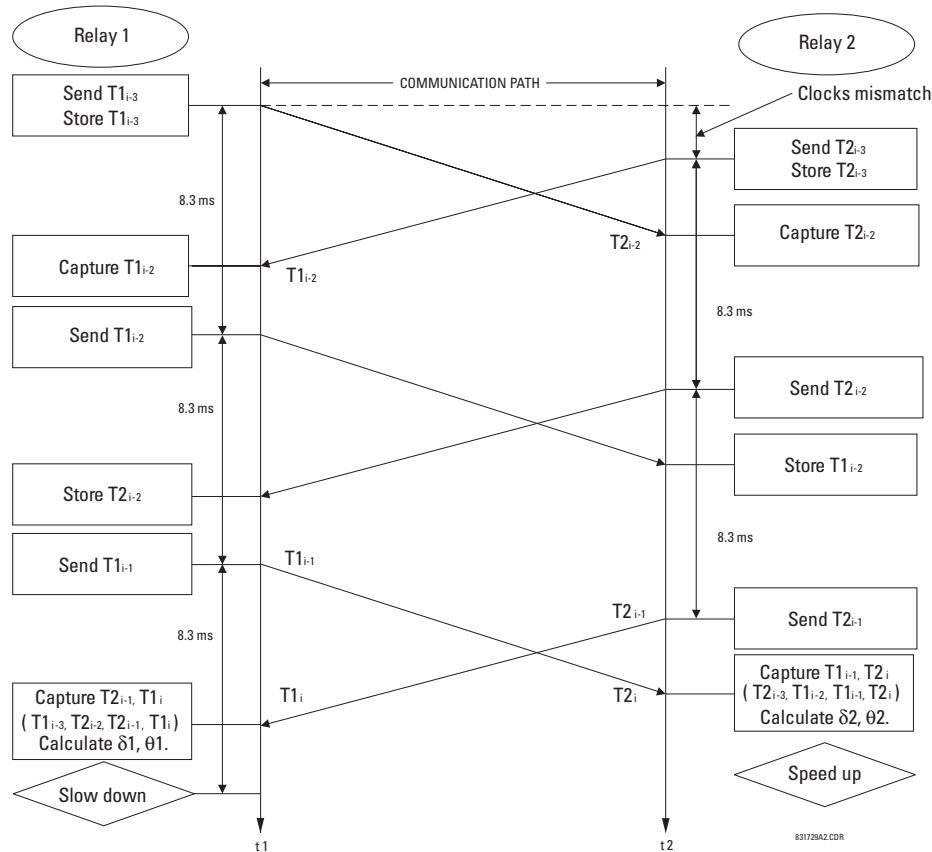 Relay 1
Relay 2
COMMUNICATION PATH
Send T1i-3
Store T1i-3
Clocks mismatch
Send T2i-3
Store T2i-3
8.3 ms
T2i-2
Capture T2i-2
Capture T1i-2
T1i-2
8.3 ms
Send T1i-2
Send T2i-2
8.3 ms
Store T1i-2
Store T2i-2
8.3 ms
Send T1i-1
T1i-1
T2 i-1
Send T2i-1
8.3 ms
Capture T2i-1, T1i
( T1i-3, T2i-2, T2i-1, T1i)
Calculate δ1, θ1.
T1 i
T2 i
Capture T1i-1, T2i
( T2i-3, T1i-2, T1i-1, T2i)
Calculate δ2, θ2.
Slow down
Speed up
t1
t2
831729A2.CDR